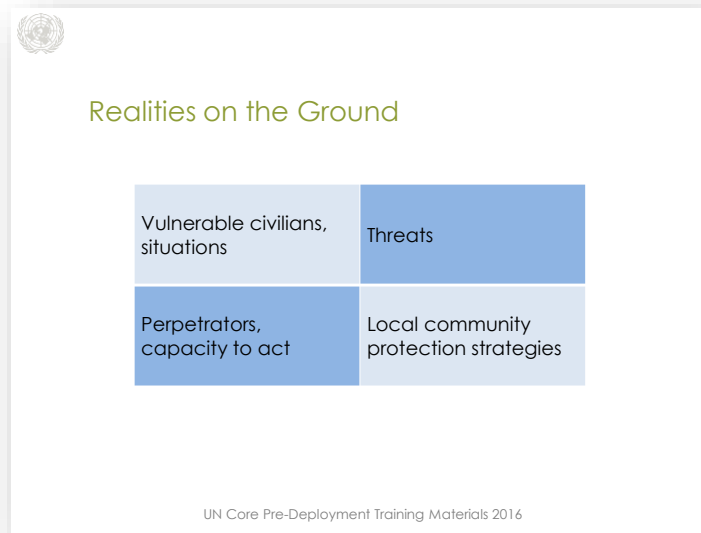 Realities on the Ground
Vulnerable civilians,
situations
Threats
Perpetrators,
capacity to act
Local community
protection strategies
UN Core Pre-Deployment Training Materials 2016